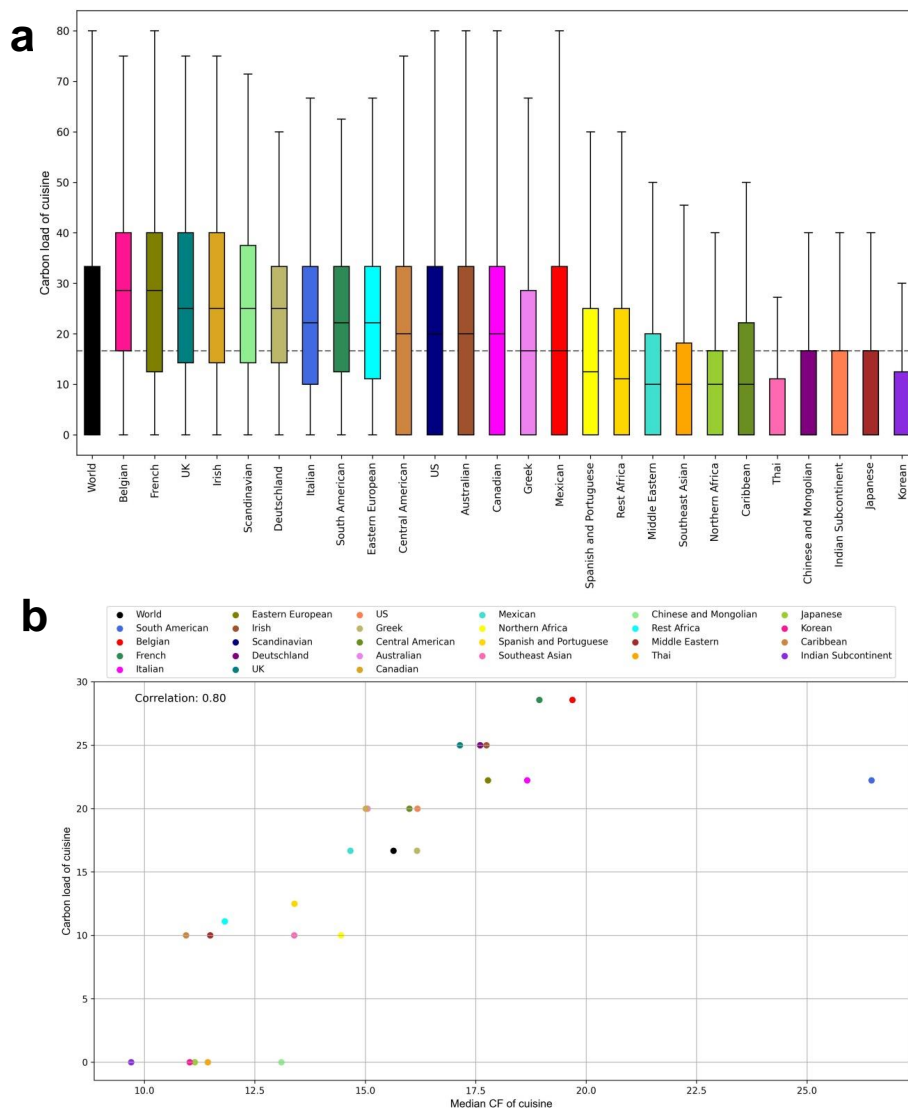 a
80
70
60
50
40
30
20
10
0
Carbon load of cuisine
World
Belgian
French
UK
Irish
Scandinavian
Deutschland
Italian
South American
Eastern European
Central American
US
Australian
Canadian
Greek
Mexican
Spanish and Portuguese
Rest Africa
Middle Eastern
Southeast Asian
Northern Africa
Caribbean
Thai
Chinese and Mongolian
Indian Subcontinent
Japanese
Korean
b
World Eastern European US Mexican Chinese and Mongolian Japanese
South American Irish Greek Northern Africa Rest Africa Korean
Belgian Scandinavian Central American Spanish and Portuguese Middle Eastern Caribbean
French Deutschland Australian Southeast Asian Thai Indian Subcontinent
Italian UK Canadian
Correlation: 0.80
30
25
20
15
10
5
0
Carbon load of cuisine
10.0 12.5 15.0 17.5 20.0 22.5 25.0
Median CF of cuisine